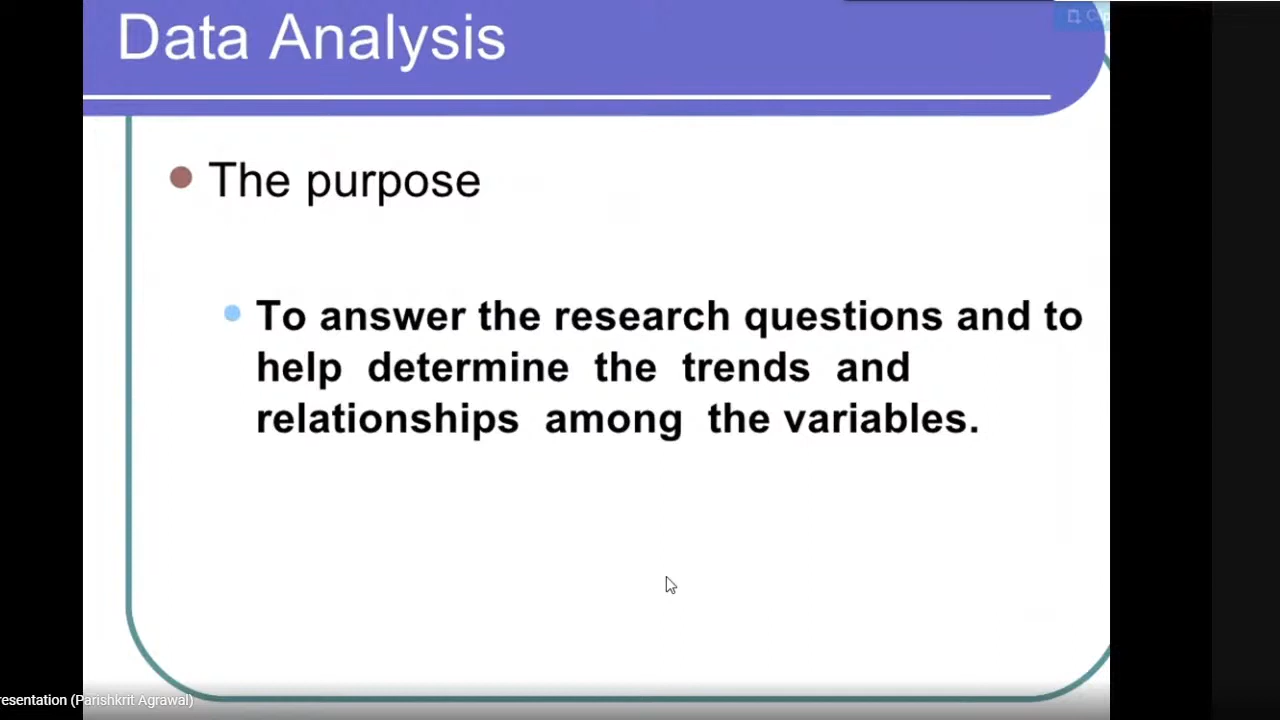 Data Analysis
The purpose
To answer the research questions and to
help determine the trends and
relationships among the variables.
resentation (Parishkrit Agrawal)